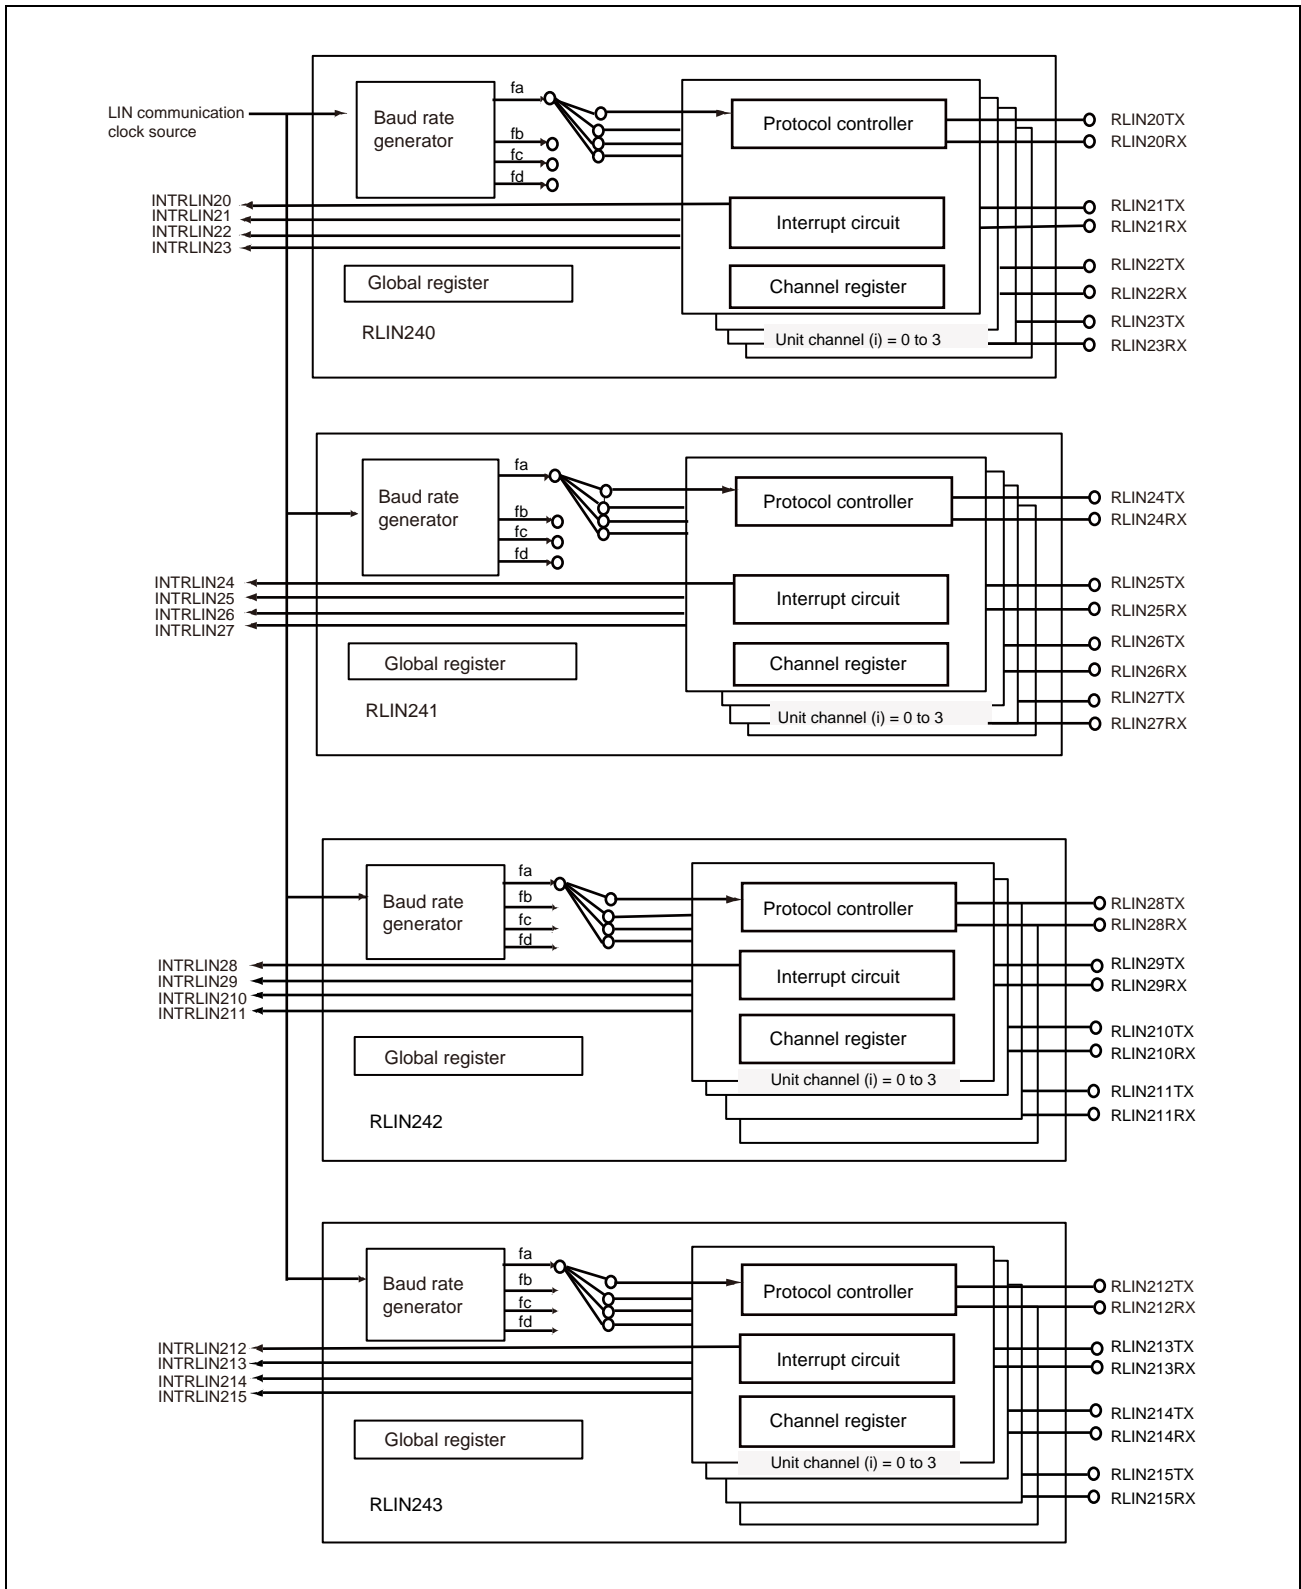 LIN communication
clock source
Baud rate
generator
fa
fb
fc
fd
Protocol controller
Interrupt circuit
Channel register
Unit channel (i) = 0 to 3
INTRLIN20
INTRLIN21
INTRLIN22
INTRLIN23
Global register
RLIN240
RLIN20TX
RLIN20RX
RLIN21TX
RLIN21RX
RLIN22TX
RLIN22RX
RLIN23TX
RLIN23RX
Baud rate
generator
fa
fb
fc
fd
Protocol controller
Interrupt circuit
Channel register
Unit channel (i) = 0 to 3
INTRLIN24
INTRLIN25
INTRLIN26
INTRLIN27
Global register
RLIN241
RLIN24TX
RLIN24RX
RLIN25TX
RLIN25RX
RLIN26TX
RLIN26RX
RLIN27TX
RLIN27RX
Baud rate
generator
fa
fb
fc
fd
Protocol controller
Interrupt circuit
Channel register
Unit channel (i) = 0 to 3
INTRLIN28
INTRLIN29
INTRLIN210
INTRLIN211
Global register
RLIN242
RLIN28TX
RLIN28RX
RLIN29TX
RLIN29RX
RLIN210TX
RLIN210RX
RLIN211TX
RLIN211RX
Baud rate
generator
fa
fb
fc
fd
Protocol controller
Interrupt circuit
Channel register
Unit channel (i) = 0 to 3
INTRLIN212
INTRLIN213
INTRLIN214
INTRLIN215
Global register
RLIN243
RLIN212TX
RLIN212RX
RLIN213TX
RLIN213RX
RLIN214TX
RLIN214RX
RLIN215TX
RLIN215RX